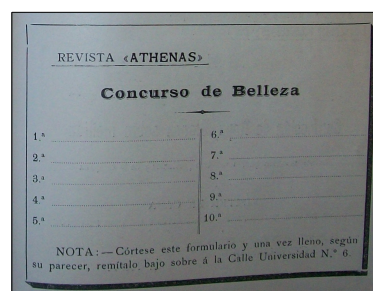 REVISTA «ATHENAS»
Concurso de Belleza
1.ª
2.ª
3.ª
4.ª
5.ª
6.ª
7.ª
8.ª
9.ª
10.ª
NOTA:—Córtese este formulario y una vez lleno, según
su parecer, remítalo bajo sobre á la Calle Universidad N.° 6